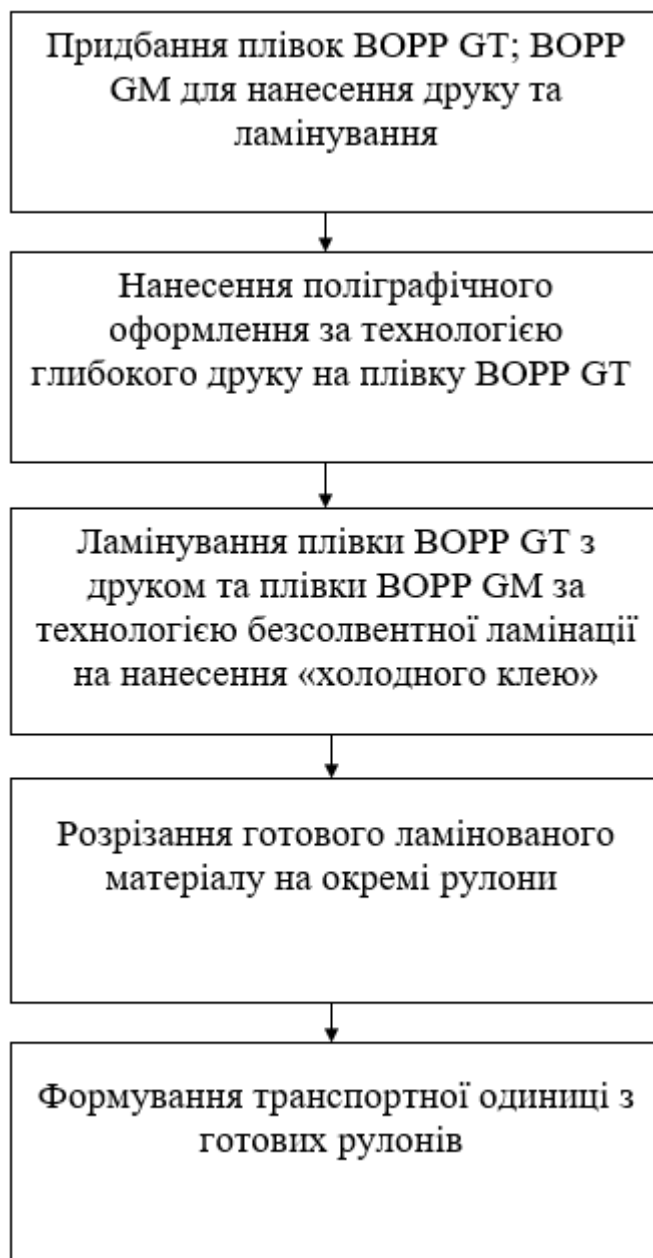 Придбання плівок BOPP GT; BOPP
GM для нанесення друку та
ламінування
Нанесення поліграфічного
оформлення за технологією
глибокого друку на плівку BOPP GT
Ламінування плівки BOPP GT з
друком та плівки BOPP GM за
технологією безсолвентної ламінації
на нанесення «холодного клею»
Розрізання готового ламінованого
матеріалу на окремі рулони
Формування транспортної одиниці з
готових рулонів